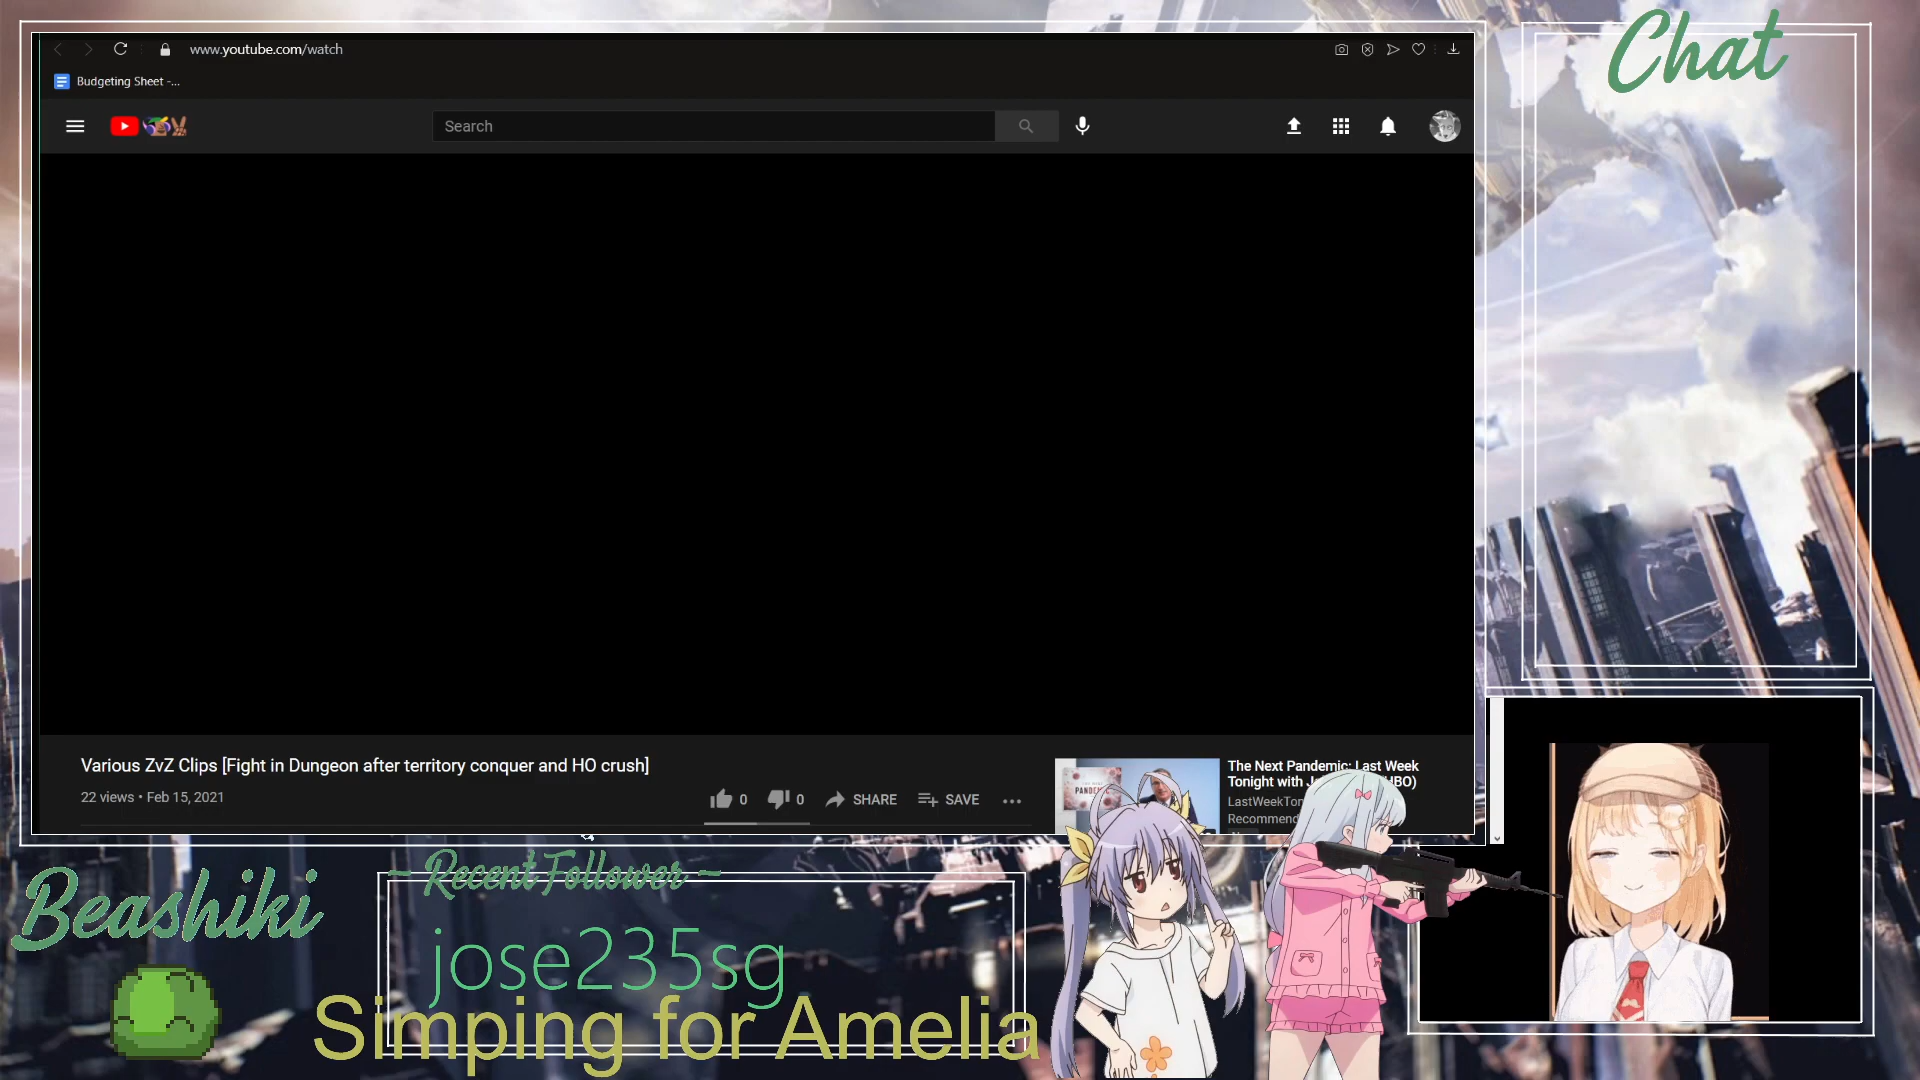 www.youtube.com/watch
Chat
Budgeting Sheet -...
Search
Various ZvZ Clips [Fight in Dungeon after territory conquer and HO crush]
22 views • Feb 15, 2021
0
0
SHARE
SAVE
The Next Pandemic: Last Week
Tonight with
LastWeekTon
Recommend
Beashiki
~ Recent Follower ~
jose235sg
Simping for Amelia